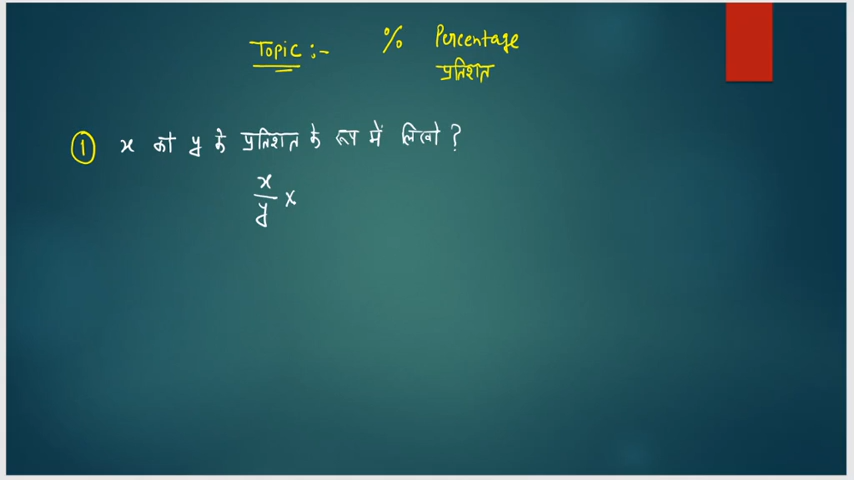 Topic :- % Percentage
प्रतिशत
① x को y के प्रतिशत के रूप में लिखो ?
x/y ×